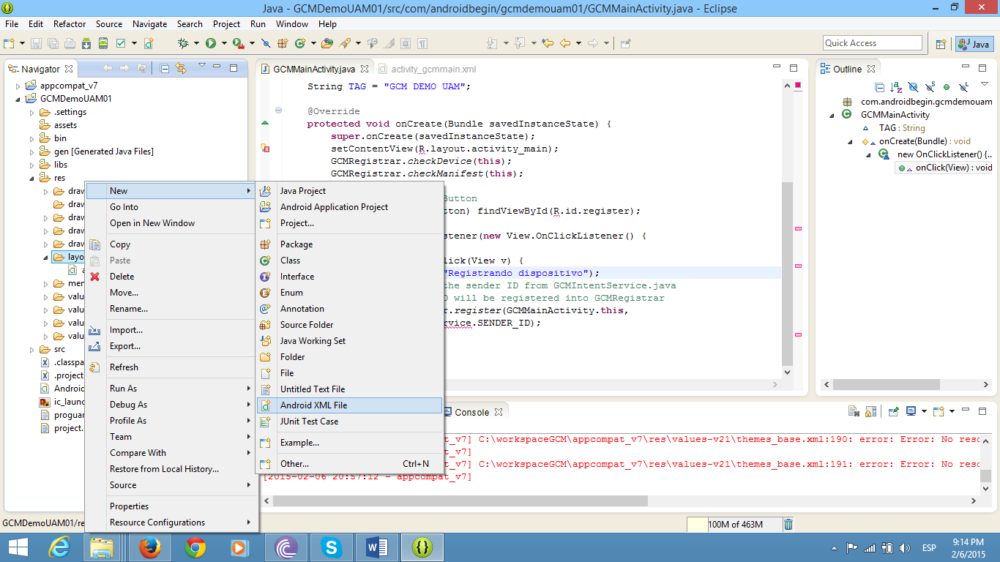 Java - GCMDemoUAM01/src/com/androidbegin/gcmdemouam01/GCMMainActivity.java - Eclipse
File Edit Refactor Source Navigate Search Project Run Window Help
Quick Access
Java
Navigator
appcompat_v7
GCMDemoUAM01
.settings
assets
bin
gen [Generated Java Files]
libs
res
draw
draw
draw
draw
draw
layo
a
men
valu
valu
valu
valu
src
.classpa
.project
Android
ic_launc
proguar
project.
New
Go Into
Open in New Window
Copy
Paste
Delete
Move...
Rename...
Import...
Export...
Refresh
Run As
Debug As
Profile As
Team
Compare With
Restore from Local History...
Source
Properties
Resource Configurations
Java Project
Android Application Project
Project...
Package
Class
Interface
Enum
Annotation
Source Folder
Java Working Set
Folder
File
Untitled Text File
Android XML File
JUnit Test Case
Example...
Other... Ctrl+N
GCMMainActivity.java
activity_gcmmain.xml
String TAG = "GCM DEMO UAM";
@Override
protected void onCreate(Bundle savedInstanceState) {
super.onCreate(savedInstanceState);
setContentView(R.layout.activity_main);
GCMRegistrar.checkDevice(this);
GCMRegistrar.checkManifest(this);
Button
ton) findViewById(R.id.register);
stener(new View.OnClickListener() {
lick(View v) {
"Registrando dispositivo");
the sender ID from GCMIntentService.java
D will be registered into GCMRegistrar
r.register(GCMMainActivity.this,
rvice.SENDER_ID);
Outline
com.androidbegin.gcmdemouam
GCMMainActivity
TAG : String
onCreate(Bundle) : void
new OnClickListener() {...
onClick(View) : void
Console
t_v7] C:\workspaceGCM\appcompat_v7\res\values-v21\themes_base.xml:190: error: Error: No reso
t_v7]
t_v7] C:\workspaceGCM\appcompat_v7\res\values-v21\themes_base.xml:191: error: Error: No reso
[2015-02-06 20:57:12 - appcompat_v7]
GCMDemoUAM01/re
100M of 463M
ESP
9:14 PM
2/6/2015